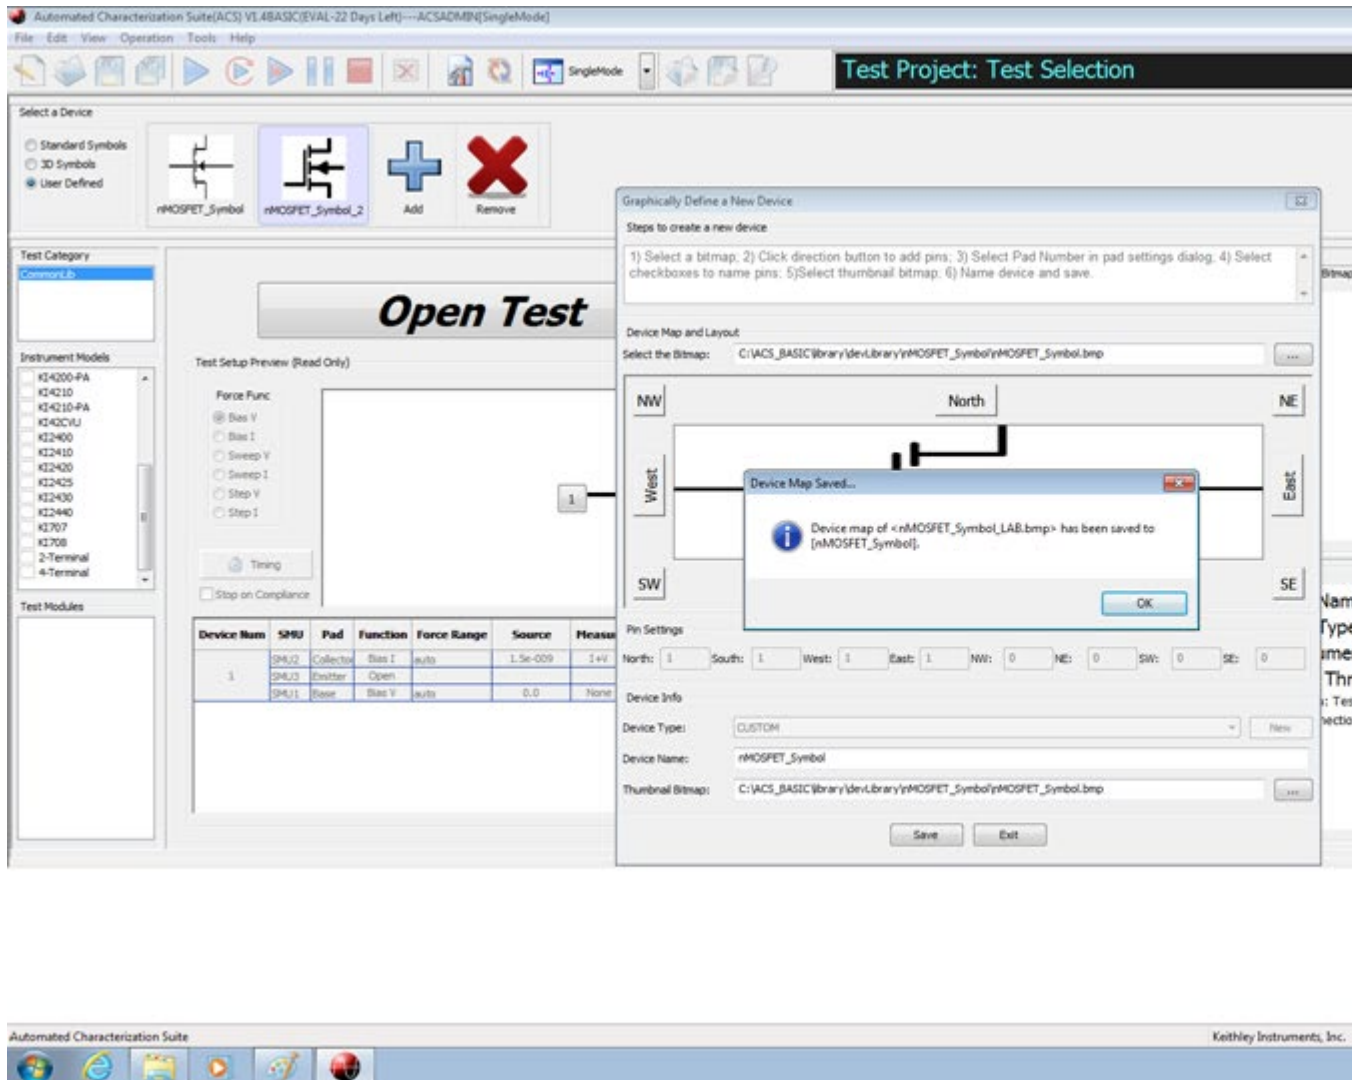 Automated Characterization Suite(ACS) V1.4BASIC(EVAL-22 Days Left)---ACSADMIN[SingleMode]
File Edit View Operation Tools Help
SingleMode
Test Project: Test Selection
Select a Device
Standard Symbols
3D Symbols
User Defined
nMOSFET_Symbol
nMOSFET_Symbol_2
Add
Remove
Test Category
CommonLib
Open Test
Instrument Models
KI4200-PA
KI4210
KI4210-PA
KI42CVU
KI2400
KI2410
KI2420
KI2425
KI2430
KI2440
KI707
KI708
2-Terminal
4-Terminal
Test Modules
Test Setup Preview (Read Only)
Force Func
Bias V
Bias I
Sweep V
Sweep I
Step V
Step I
1
Timing
Stop on Compliance
Device Num SMU Pad Function Force Range Source Measu
SMU2 Collector Bias I auto 1.5e-009 I+V
1 SMU3 Emitter Open
SMU1 Base Bias V auto 0.0 None
Graphically Define a New Device
Steps to create a new device
1) Select a bitmap; 2) Click direction button to add pins; 3) Select Pad Number in pad settings dialog; 4) Select
checkboxes to name pins; 5)Select thumbnail bitmap; 6) Name device and save.
Device Map and Layout
Select the Bitmap: C:\ACS_BASIC\library\devLibrary\nMOSFET_Symbol\nMOSFET_Symbol.bmp ...
NW North NE
West East
SW SE
Device Map Saved...
Device map of <nMOSFET_Symbol_LAB.bmp> has been saved to
[nMOSFET_Symbol].
OK
Pin Settings
North: 1 South: 1 West: 1 East: 1 NW: 0 NE: 0 SW: 0 SE: 0
Device Info
Device Type: CUSTOM New
Device Name: nMOSFET_Symbol
Thumbnail Bitmap: C:\ACS_BASIC\library\devLibrary\nMOSFET_Symbol\nMOSFET_Symbol.bmp ...
Save Exit
Bitmap
Nam
Type
ume
Thr
: Tes
nectio
Automated Characterization Suite
Keithley Instruments, Inc.